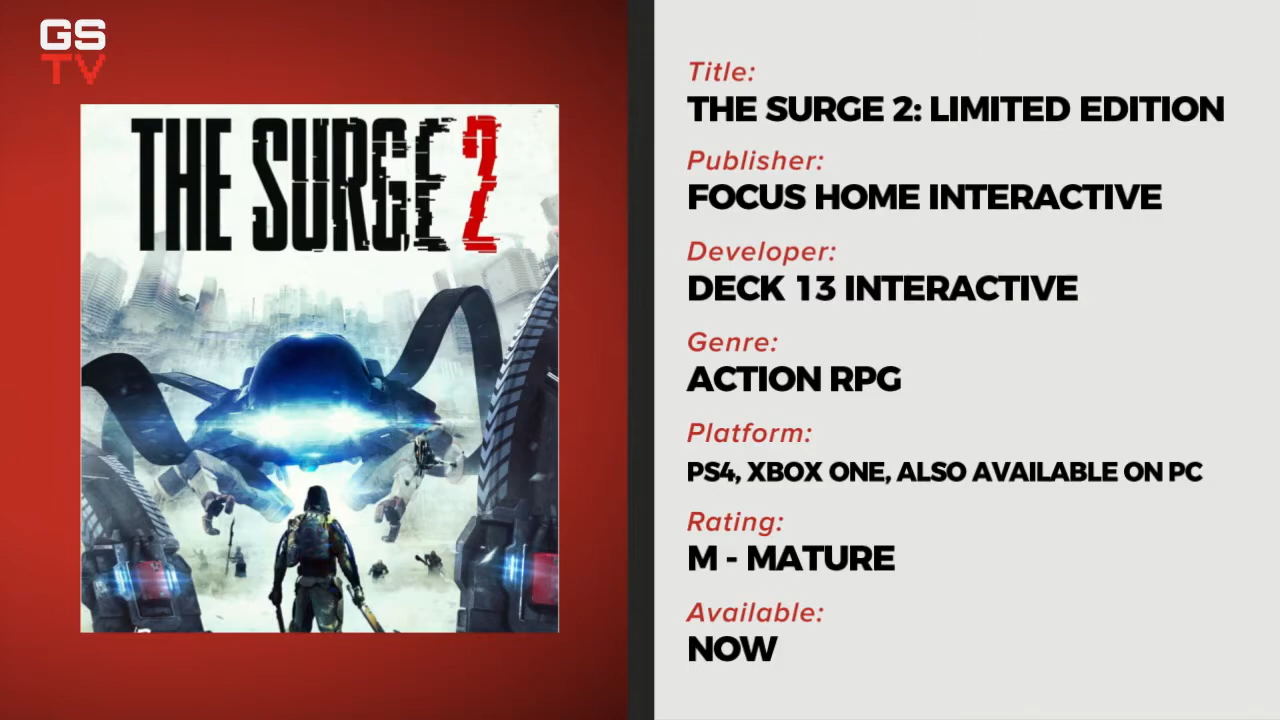 GS
TV
THE SURGE 2
Title:
THE SURGE 2: LIMITED EDITION
Publisher:
FOCUS HOME INTERACTIVE
Developer:
DECK 13 INTERACTIVE
Genre:
ACTION RPG
Platform:
PS4, XBOX ONE, ALSO AVAILABLE ON PC
Rating:
M - MATURE
Available:
NOW